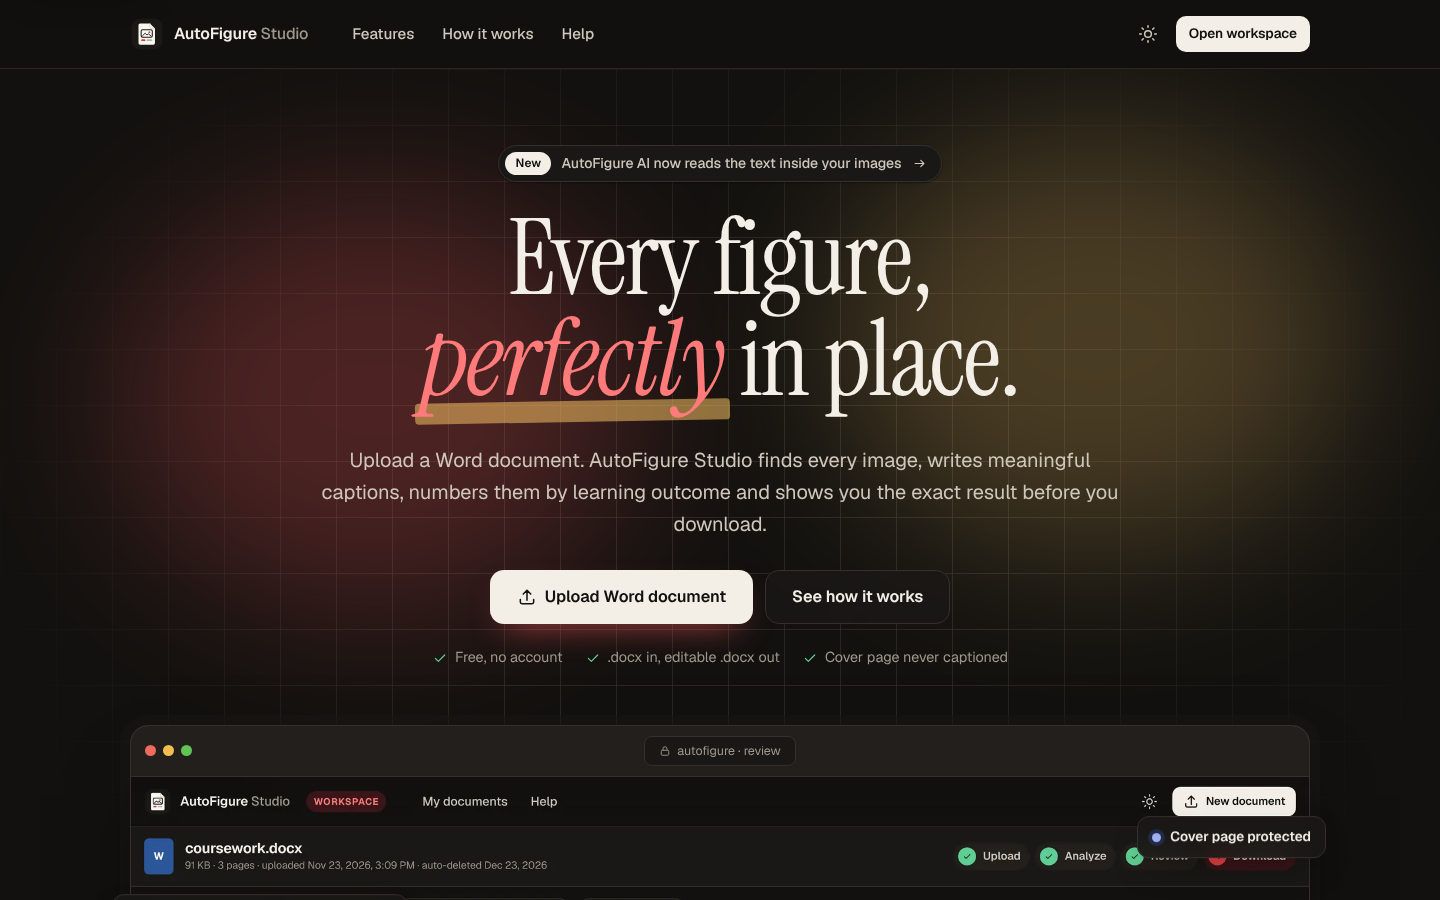 AutoFigure Studio
Features
How it works
Help
Open workspace
New
AutoFigure AI now reads the text inside your images →
Every figure,
perfectly in place.
Upload a Word document. AutoFigure Studio finds every image, writes meaningful
captions, numbers them by learning outcome and shows you the exact result before you
download.
Upload Word document
See how it works
Free, no account
.docx in, editable .docx out
Cover page never captioned
autofigure · review
AutoFigure Studio
WORKSPACE
My documents
Help
New document
Cover page protected
W
coursework.docx
91 KB · 3 pages · uploaded Nov 23, 2026, 3:09 PM · auto-deleted Dec 23, 2026
Upload
Analyze